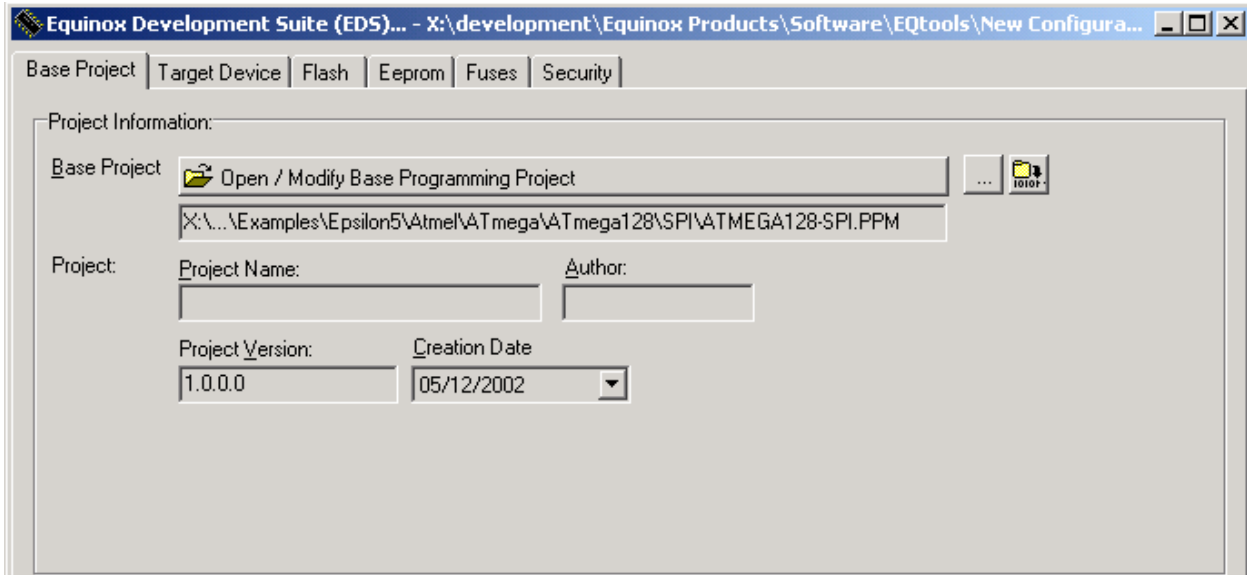 Equinox Development Suite (EDS)... - X:\development\Equinox Products\Software\EQtools\New Configura...
Base Project Target Device Flash Eeprom Fuses Security
Project Information:
Base Project Open / Modify Base Programming Project ...
X:\...\Examples\Epsilon5\Atmel\ATmega\ATmega128\SPI\ATMEGA128-SPI.PPM
Project: Project Name: Author:
Project Version: Creation Date
1.0.0.0 05/12/2002